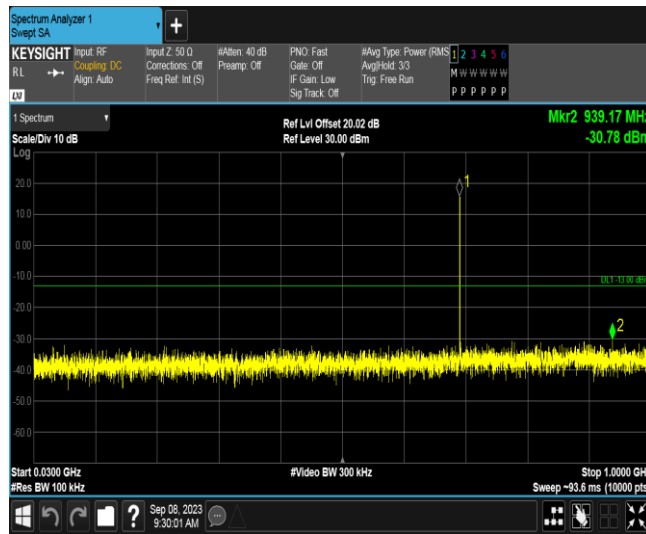 Spectrum Analyzer 1
Swept SA
+
KEYSIGHT Input: RF Input Z: 50 Ω #Atten: 40 dB PNO: Fast #Avg Type: Power (RMS 1 2 3 4 5 6
RL Coupling: DC Corrections: Off Preamp: Off Gate: Off Avg|Hold: 3/3 M W W W W W
Align: Auto Freq Ref: Int (S) IF Gain: Low Trig: Free Run
LXI Sig Track: Off P P P P P P
1 Spectrum Ref Lvl Offset 20.02 dB Mkr2 939.17 MHz
Scale/Div 10 dB Ref Level 30.00 dBm -30.78 dBm
Log
1
20.0
10.0
0.00
-10.0
DL1 -13.00 dBm
-20.0
2
-30.0
-40.0
-50.0
-60.0
Start 0.0300 GHz #Video BW 300 kHz Stop 1.0000 GHz
#Res BW 100 kHz Sweep ~93.6 ms (10000 pts
? Sep 08, 2023
9:30:01 AM